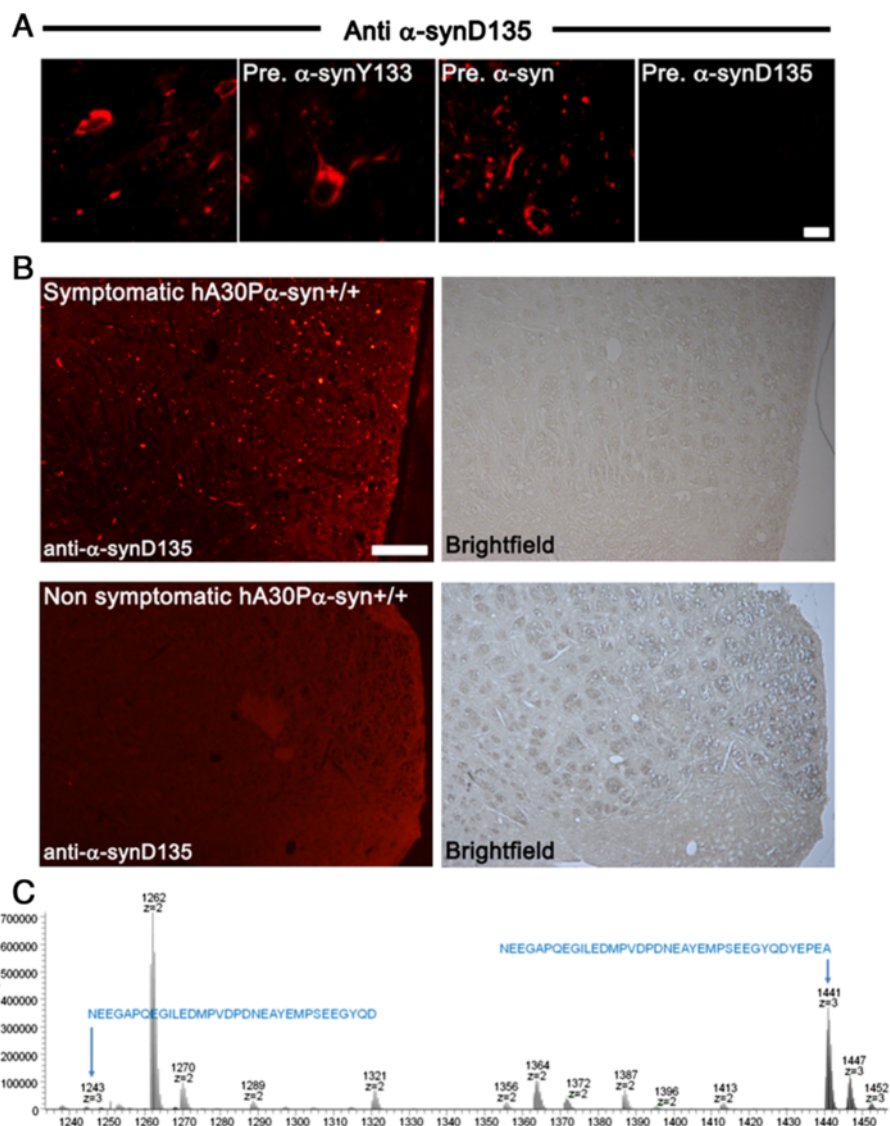 A
Anti α-synD135
Pre. α-synY133
Pre. α-syn
Pre. α-synD135
B
Symptomatic hA30Pα-syn+/+
anti-α-synD135
Brightfield
Non symptomatic hA30Pα-syn+/+
anti-α-synD135
Brightfield
C
1262
z=2
700000
600000
500000
400000
300000
200000
100000
0
NEEGAPQEGILEDMPVDPDNEAYEMPSEEGYQDYEPEA
NEEGAPQEGILEDMPVDPDNEAYEMPSEEGYQD
1441
z=3
1243
z=3
1270
z=2
1289
z=2
1321
z=2
1356
z=2
1364
z=2
1372
z=2
1387
z=2
1396
z=2
1413
z=2
1447
z=3
1452
z=3
1240 1250 1260 1270 1280 1290 1300 1310 1320 1330 1340 1350 1360 1370 1380 1390 1400 1410 1420 1430 1440 1450